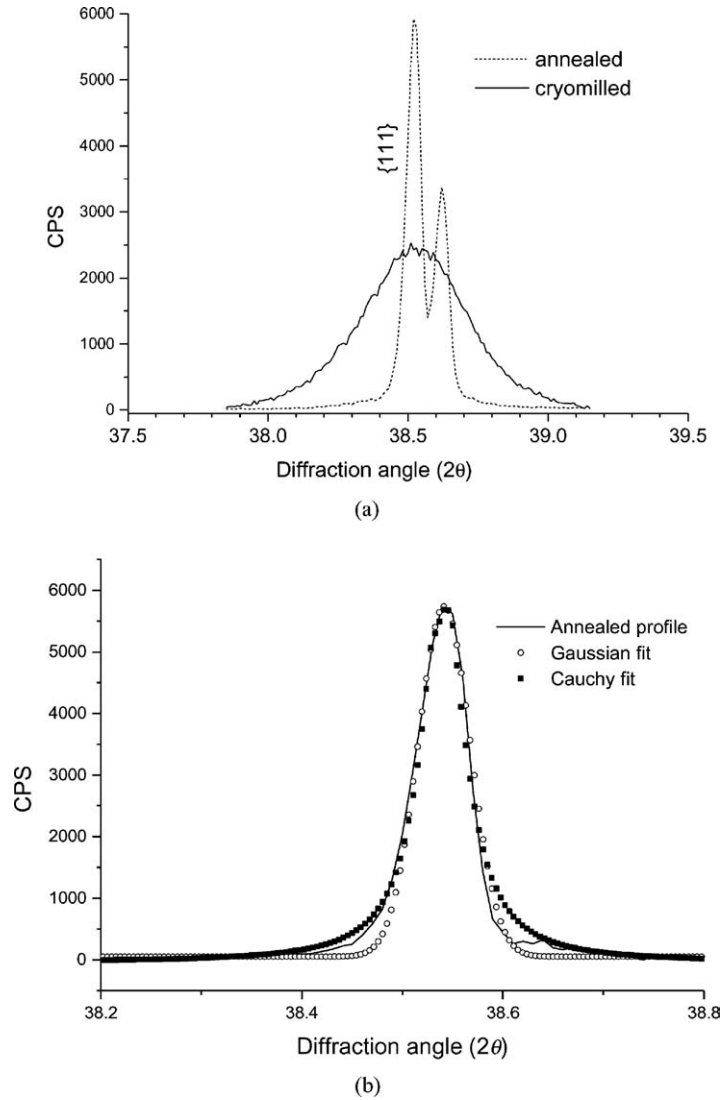 6000
5000
4000
3000
2000
1000
0
CPS
{111}
annealed
cryomilled
37.5 38.0 38.5 39.0 39.5
Diffraction angle (2θ)
(a)
6000
5000
4000
3000
2000
1000
0
CPS
Annealed profile
Gaussian fit
Cauchy fit
38.2 38.4 38.6 38.8
Diffraction angle (2θ)
(b)